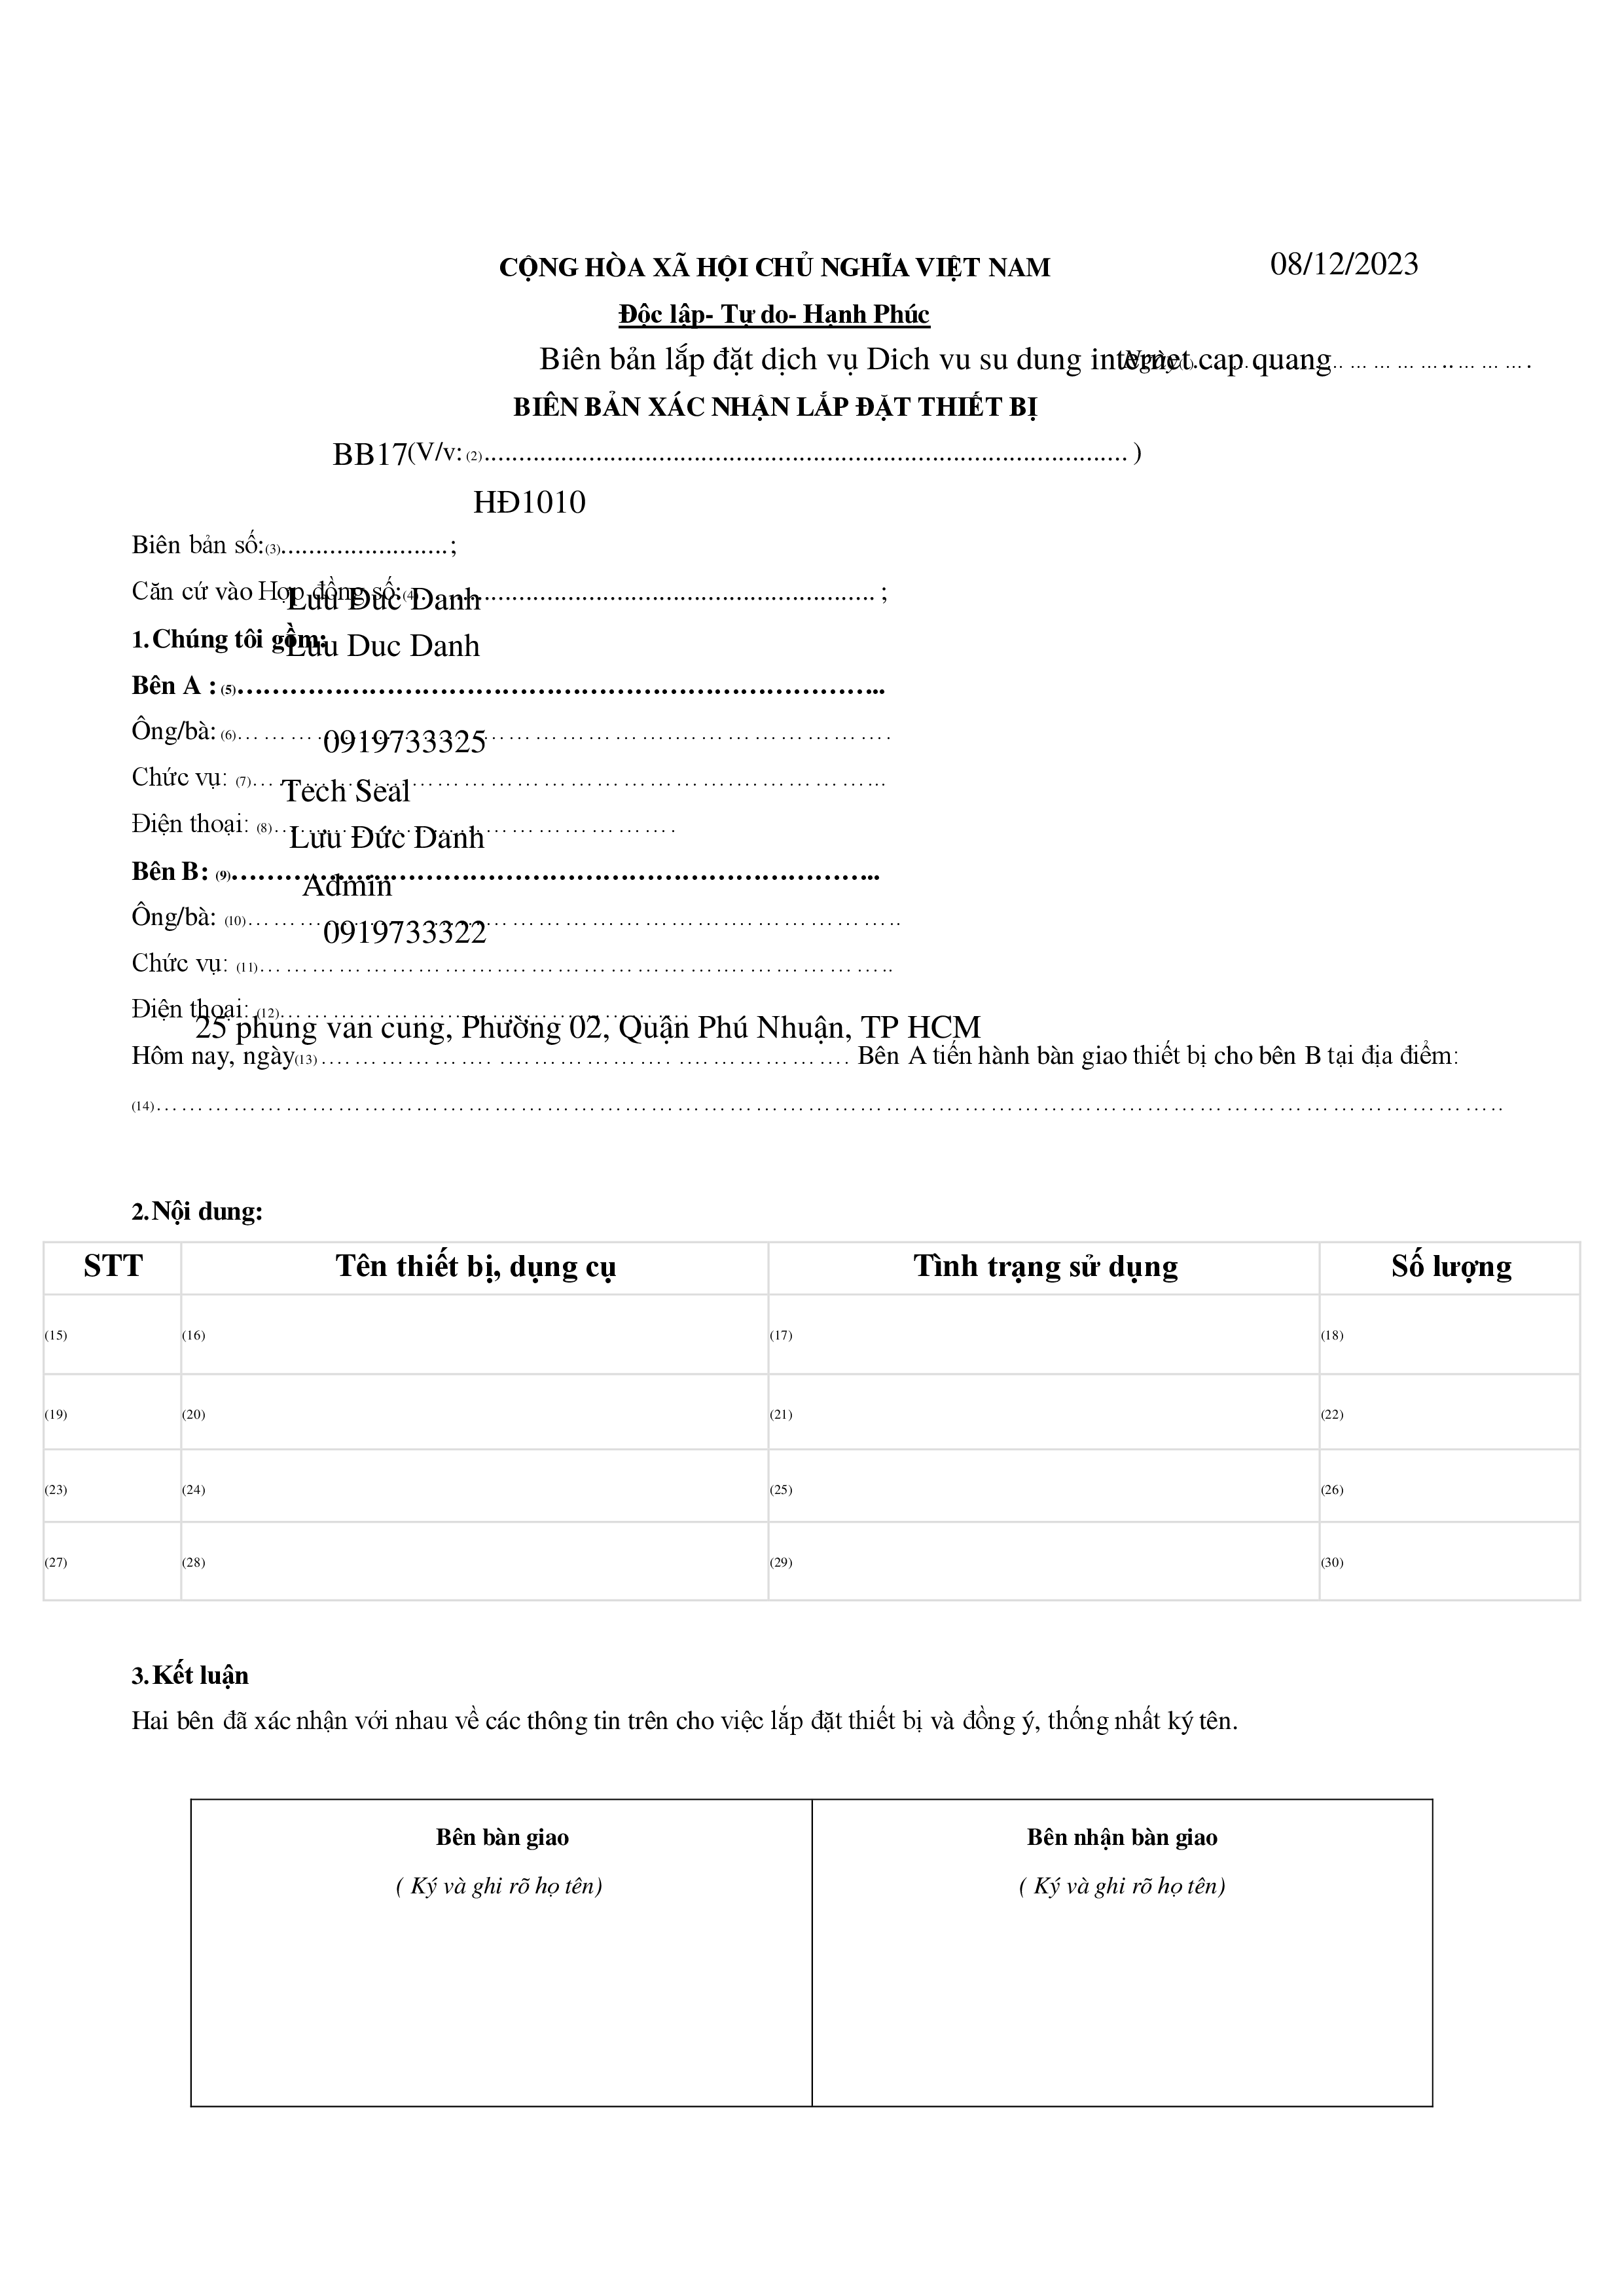 CỘNG HÒA XÃ HỘI CHỦ NGHĨA VIỆT NAM 08/12/2023
Độc lập- Tự do- Hạnh Phúc
Biên bản lắp đặt dịch vụ Dich vu su dung internet cap quang
Ngày(1)……………………………………….
BIÊN BẢN XÁC NHẬN LẮP ĐẶT THIẾT BỊ
BB17
(V/v: (2)............................................................................................ )
HĐ1010
Biên bản số:(3)........................;
Căn cứ vào Hợp đồng số:(4).................................................................. ;
Lưu Duc Danh
1.Chúng tôi gồm:
Lưu Duc Danh
Bên A : (5)…………………………………………………………...
Ông/bà: (6)……………………………………………………………….
0919733325
Chức vụ: (7)……………………………………………………………...
Tech Seal
Điện thoại: (8)……………………………………….
Lưu Đức Danh
Bên B: (9)…………………………………………………………...
Admin
Ông/bà: (10)………………………………………………………………..
0919733322
Chức vụ: (11)………………………………………………………………..
Điện thoại: (12)……………………………………….
25 phung van cung, Phường 02, Quận Phú Nhuận, TP HCM
Hôm nay, ngày(13)………………………………………………. Bên A tiến hành bàn giao thiết bị cho bên B tại địa điểm:
(14)……………………………………………………………………………………………………………………..
2.Nội dung:
STT Tên thiết bị, dụng cụ Tình trạng sử dụng Số lượng
(15) (16) (17) (18)
(19) (20) (21) (22)
(23) (24) (25) (26)
(27) (28) (29) (30)
3.Kết luận
Hai bên đã xác nhận với nhau về các thông tin trên cho việc lắp đặt thiết bị và đồng ý, thống nhất ký tên.
Bên bàn giao Bên nhận bàn giao
( Ký và ghi rõ họ tên) ( Ký và ghi rõ họ tên)